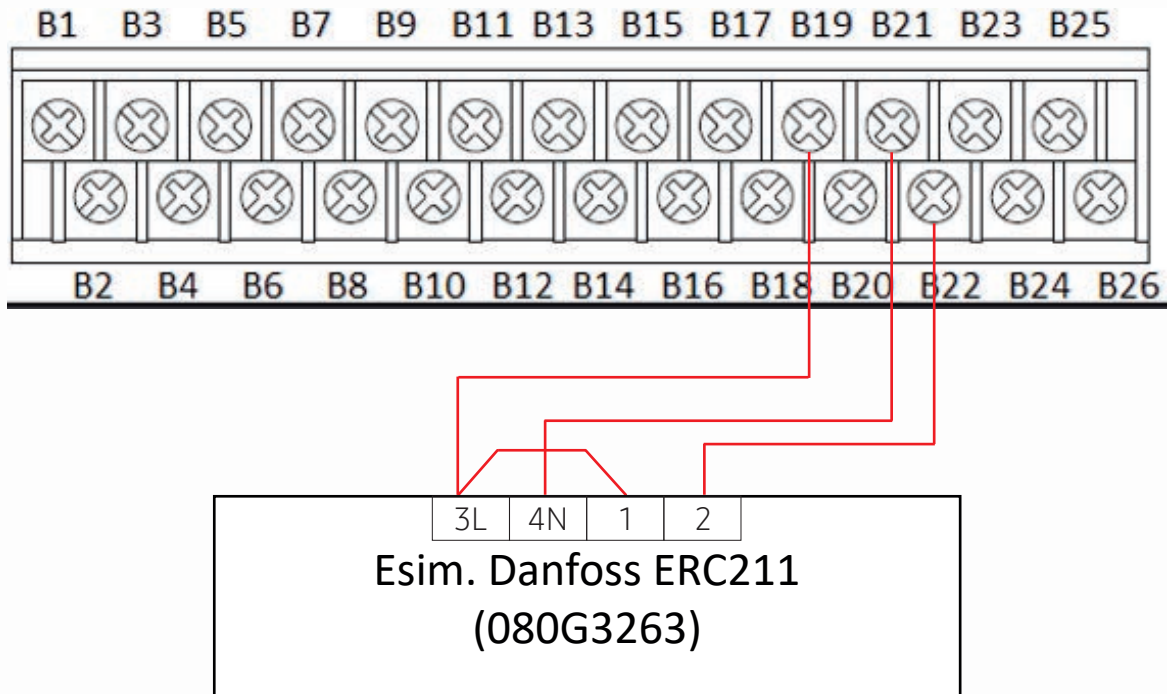 B1 B3 B5 B7 B9 B11 B13 B15 B17 B19 B21 B23 B25
B2 B4 B6 B8 B10 B12 B14 B16 B18 B20 B22 B24 B26
3L 4N 1 2
Esim. Danfoss ERC211
(080G3263)